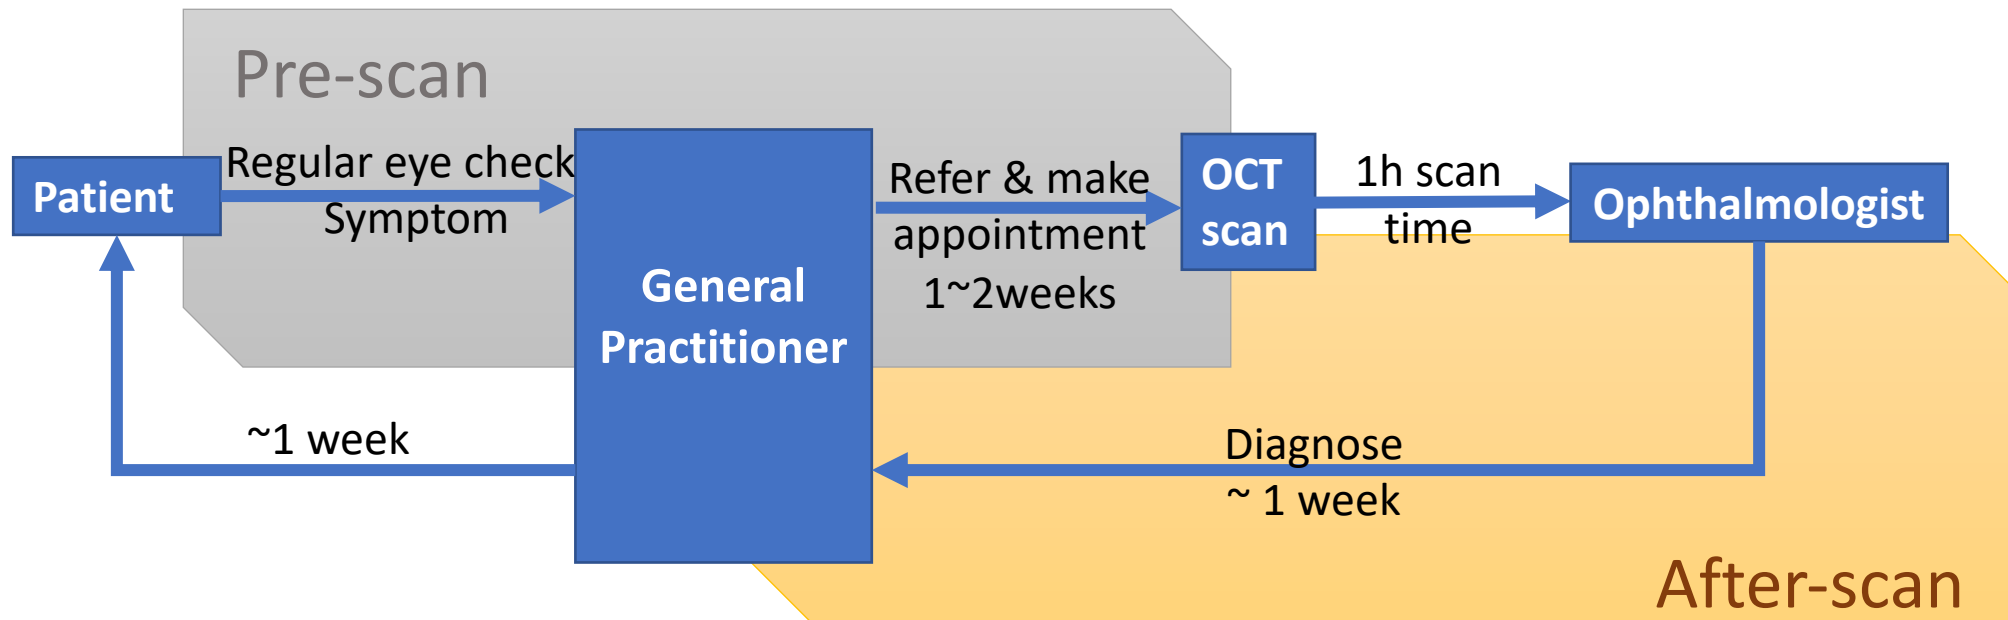 Pre-scan
Patient
Regular eye check
Symptom
General
Practitioner
Refer & make
appointment
1~2weeks
OCT
scan
1h scan
time
Ophthalmologist
~1 week
Diagnose
~ 1 week
After-scan